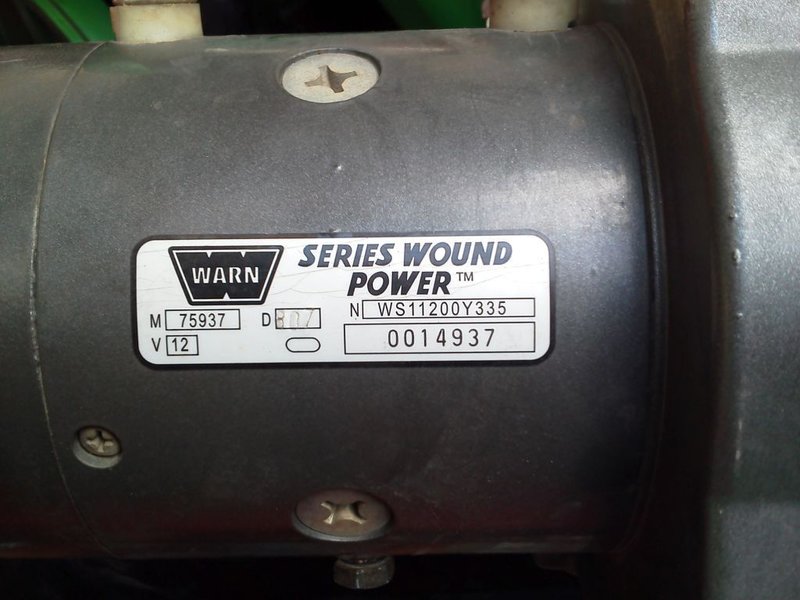 WARN
SERIES WOUND
POWER™
M 75937 D
N WS11200Y335
V 12
0014937